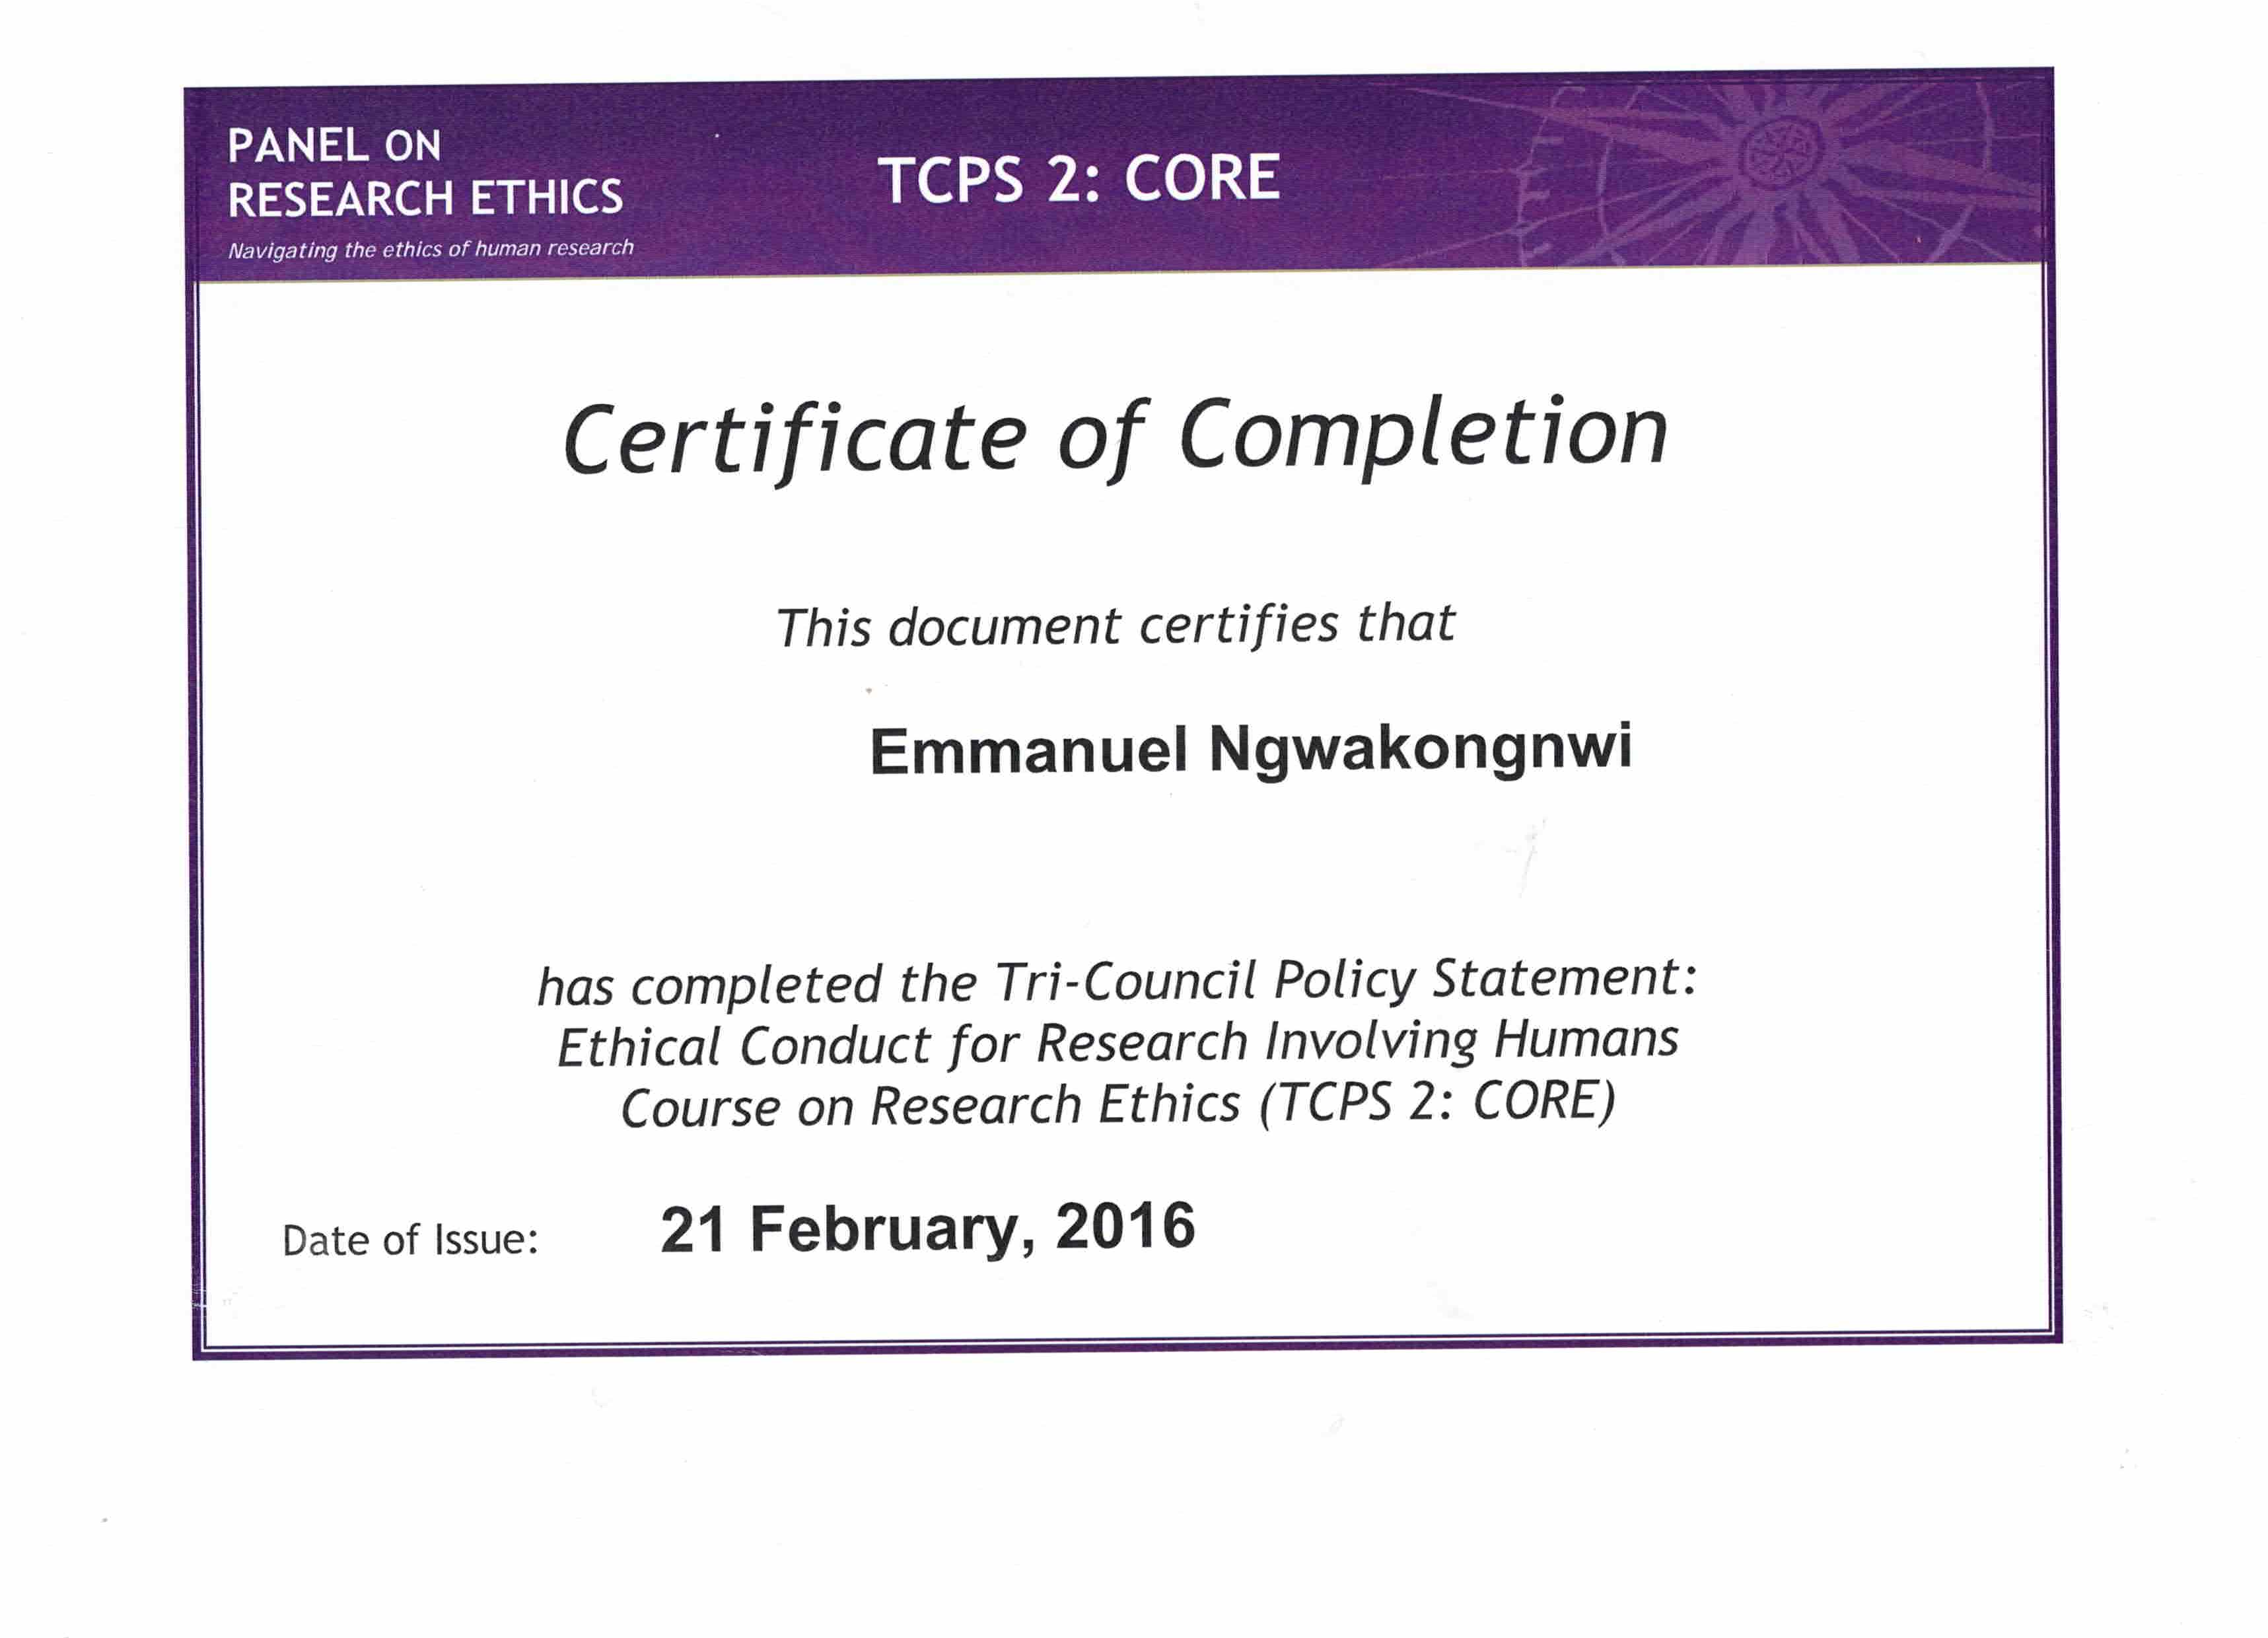 PANEL ON
RESEARCH ETHICS
Navigating the ethics of human research
TCPS 2: CORE
Certificate of Completion
This document certifies that
Emmanuel Ngwakongnwi
has completed the Tri-Council Policy Statement:
Ethical Conduct for Research Involving Humans
Course on Research Ethics (TCPS 2: CORE)
Date of Issue: 21 February, 2016